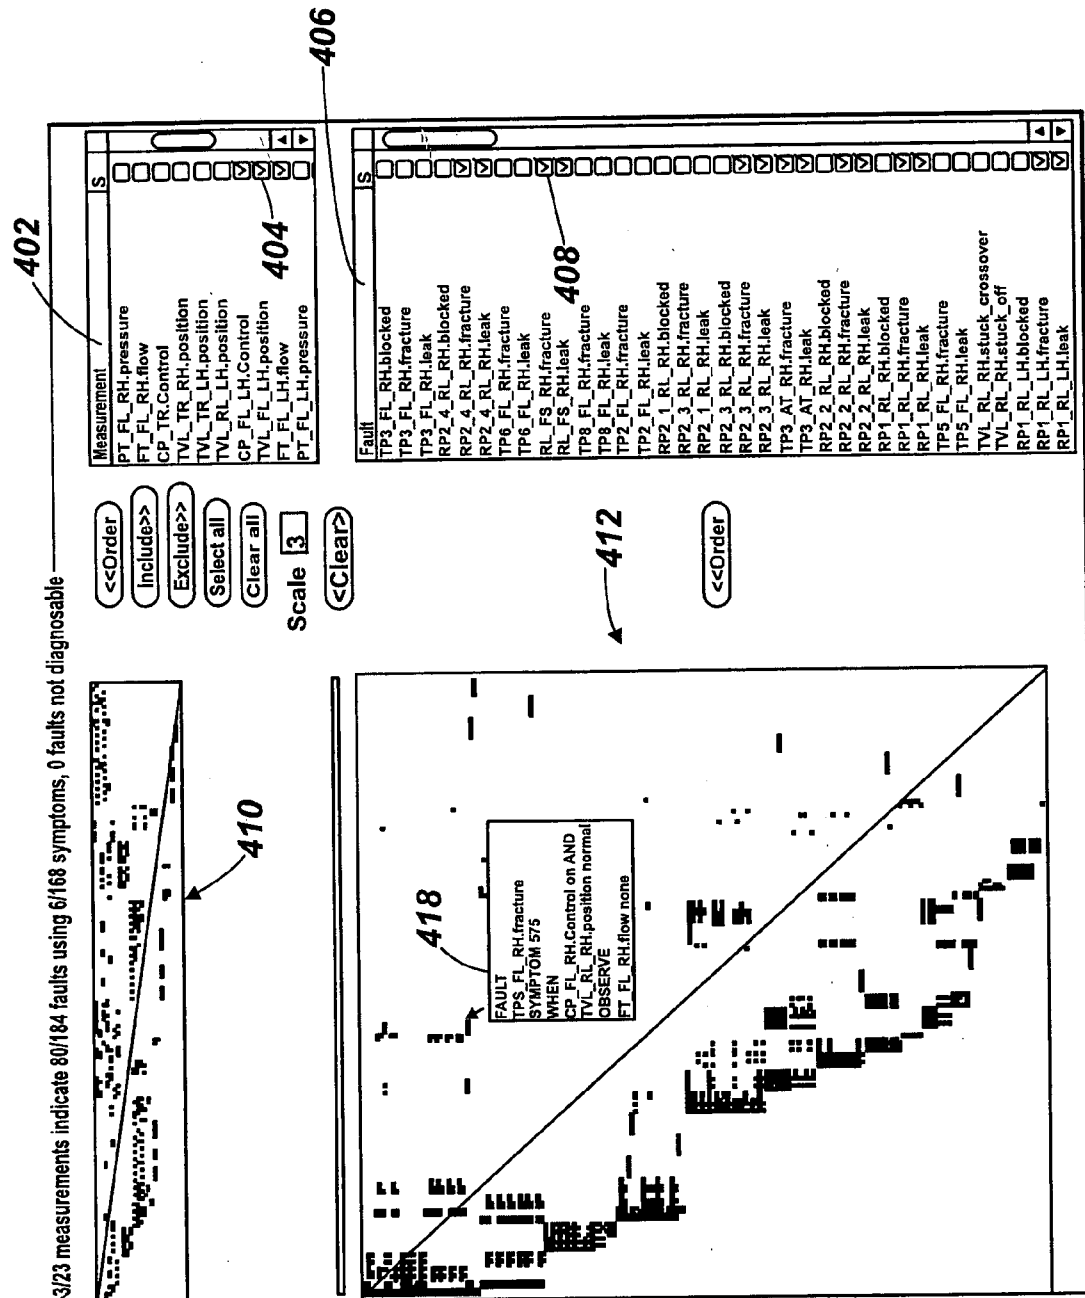 3/23 measurements indicate 80/184 faults using 6/168 symptoms, 0 faults not diagnosable
410
<<Order
Include>>
Exclude>>
Select all
Clear all
Scale 3
<Clear>
402
Measurement S
PT_FL_RH.pressure
FT_FL_RH.flow
CP_TR.Control
TVL_TR_RH.position
TVL_TR_LH.position
TVL_RL_LH.position
CP_FL_LH.Control
TVL_FL_LH.position
FT_FL_LH.flow
PT_FL_LH.pressure
404
406
412
418
FAULT
TPS_FL_RH.fracture
SYMPTOM 575
WHEN
CP_FL_RH.Control on AND
TVL_RL_RH.position normal
OBSERVE
FT_FL_RH.flow none
<<Order
Fault S
TP3_FL_RH.blocked
TP3_FL_RH.fracture
TP3_FL_RH.leak
RP2_4_RL_RH.blocked
RP2_4_RL_RH.fracture
RP2_4_RL_RH.leak
TP6_FL_RH.fracture
TP6_FL_RH.leak
RL_FS_RH.fracture
RL_FS_RH.leak
TP8_FL_RH.fracture
TP8_FL_RH.leak
TP2_FL_RH.fracture
TP2_FL_RH.leak
RP2_1_RL_RH.blocked
RP2_3_RL_RH.fracture
RP2_1_RL_RH.leak
RP2_3_RL_RH.blocked
RP2_3_RL_RH.fracture
RP2_3_RL_RH.leak
TP3_AT_RH.fracture
TP3_AT_RH.leak
RP2_2_RL_RH.blocked
RP2_2_RL_RH.fracture
RP2_2_RL_RH.leak
RP1_RL_RH.blocked
RP1_RL_RH.fracture
RP1_RL_RH.leak
TP5_FL_RH.fracture
TP5_FL_RH.leak
TVL_RL_RH.stuck_crossover
TVL_RL_RH.stuck_off
RP1_RL_LH.blocked
RP1_RL_LH.fracture
RP1_RL_LH.leak
408